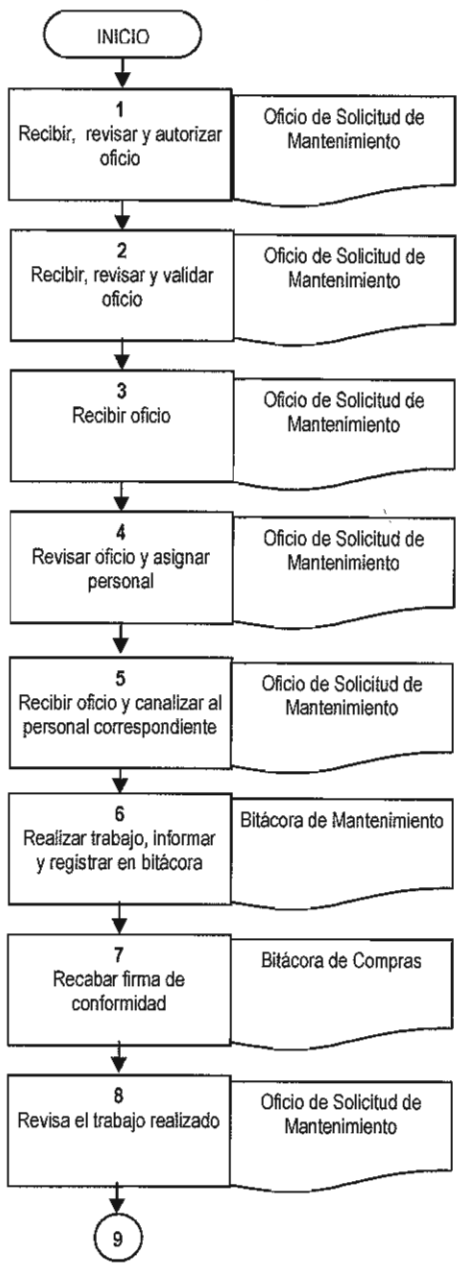 INICIO
1
Recibir, revisar y autorizar
oficio
Oficio de Solicitud de
Mantenimiento
2
Recibir, revisar y validar
oficio
Oficio de Solicitud de
Mantenimiento
3
Recibir oficio
Oficio de Solicitud de
Mantenimiento
4
Revisar oficio y asignar
personal
Oficio de Solicitud de
Mantenimiento
5
Recibir oficio y canalizar al
personal correspondiente
Oficio de Solicitud de
Mantenimiento
6
Realizar trabajo, informar
y registrar en bitácora
Bitácora de Mantenimiento
7
Recabar firma de
conformidad
Bitácora de Compras
8
Revisa el trabajo realizado
Oficio de Solicitud de
Mantenimiento
9